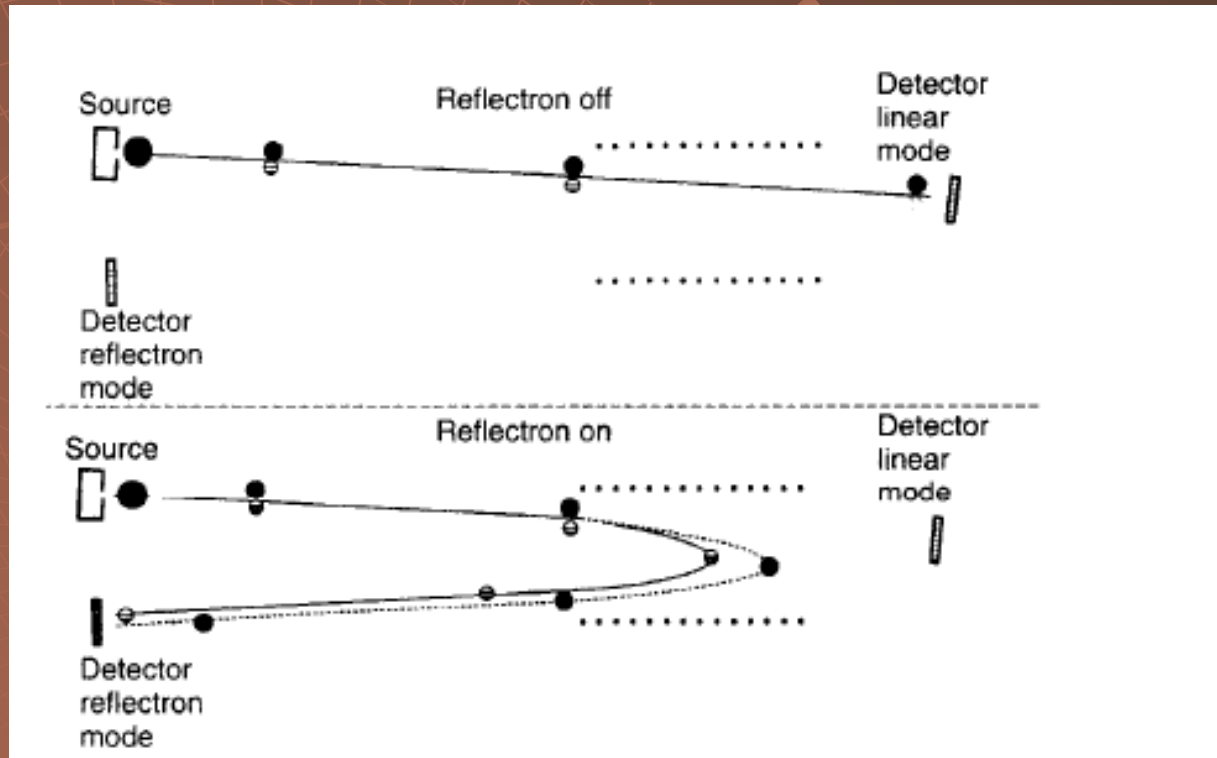 Source
Reflectron off
Detector
linear
mode
Detector
reflectron
mode
Source
Reflectron on
Detector
linear
mode
Detector
reflectron
mode